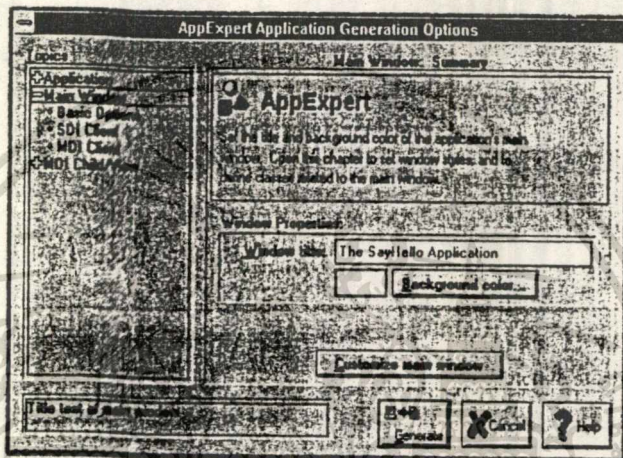 AppExpert Application Generation Options
Topics
Application
Main Window
Basic Options
SDI Client
MDI Client
MDI Child/View
Main Window: Summary
AppExpert
Set the title and background color of the application's main
window. Open this chapter to set window styles and to
classes related to the main window.
Window Properties:
Window title: The SayHello Application
Background color...
Customize main window
Title text of main window
Generate
Cancel
Help